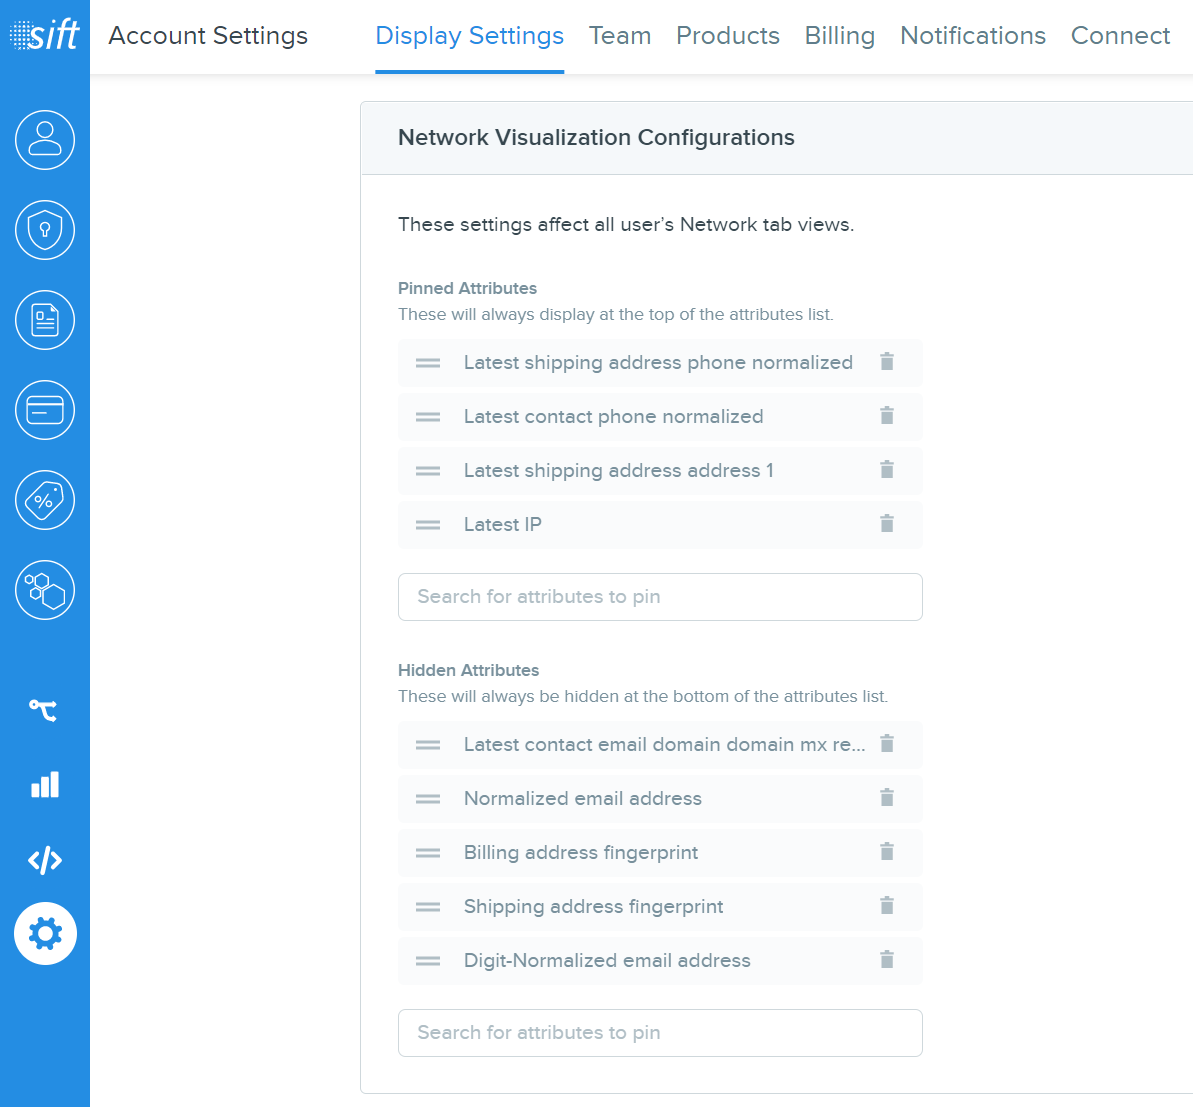 sift
Account Settings
Display Settings
Team
Products
Billing
Notifications
Connect
Network Visualization Configurations
These settings affect all user’s Network tab views.
Pinned Attributes
These will always display at the top of the attributes list.
Latest shipping address phone normalized
Latest contact phone normalized
Latest shipping address address 1
Latest IP
Search for attributes to pin
Hidden Attributes
These will always be hidden at the bottom of the attributes list.
Latest contact email domain domain mx re...
Normalized email address
Billing address fingerprint
Shipping address fingerprint
Digit-Normalized email address
Search for attributes to pin